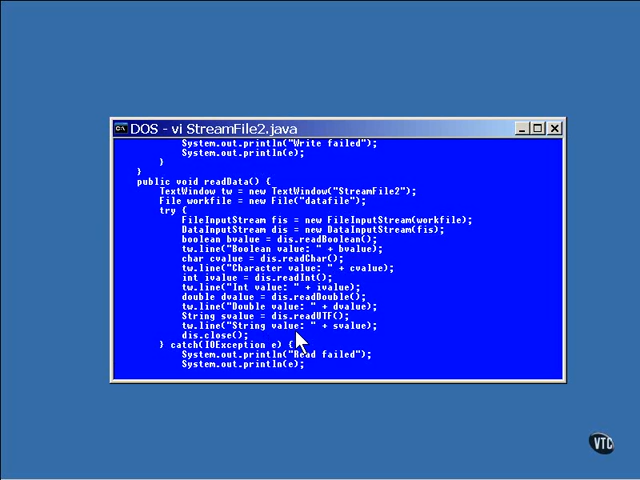 DOS - vi StreamFile2.java
System.out.println("Write failed");
System.out.println(e);
}
}
public void readData() {
TextWindow tw = new TextWindow("StreamFile2");
File workfile = new File("datafile");
try {
FileInputStream fis = new FileInputStream(workfile);
DataInputStream dis = new DataInputStream(fis);
boolean bvalue = dis.readBoolean();
tw.line("Boolean value: " + bvalue);
char cvalue = dis.readChar();
tw.line("Character value: " + cvalue);
int ivalue = dis.readInt();
tw.line("Int value: " + ivalue);
double dvalue = dis.readDouble();
tw.line("Double value: " + dvalue);
String svalue = dis.readUTF();
tw.line("String value: " + svalue);
dis.close();
} catch(IOException e) {
System.out.println("Read failed");
System.out.println(e);
VTC